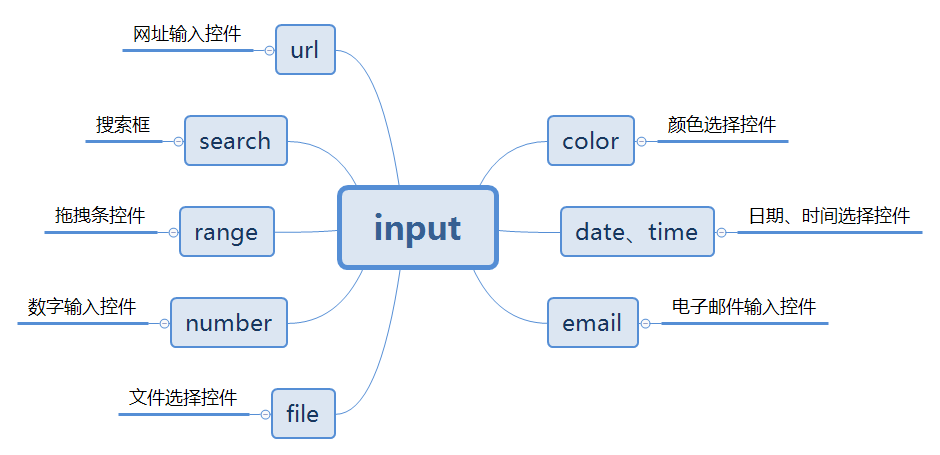 网址输入控件
url
搜索框
search
拖拽条控件
range
数字输入控件
number
文件选择控件
file
input
color
颜色选择控件
date、time
日期、时间选择控件
email
电子邮件输入控件